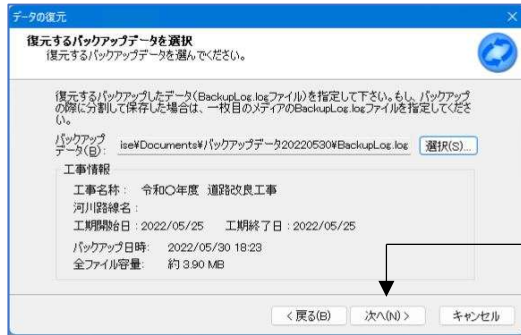 データの復元
復元するバックアップデータを選択
復元するバックアップデータを選んでください。
復元するバックアップしたデータ(BackupLog.logファイル)を指定して下さい。もし、バックアップ
の際に分割して保存した場合は、一枚目のメディアのBackupLog.logファイルを指定してくださ
い。
バックアップ
データ(B): ise¥Documents¥バックアップデータ20220530¥BackupLog.log 選択(S)...
工事情報
工事名称： 令和〇年度 道路改良工事
河川路線名：
工期開始日：2022/05/25 工期終了日：2022/05/25
バックアップ日時: 2022/05/30 18:23
全ファイル容量: 約 3.90 MB
< 戻る(B) 次へ(N) > キャンセル